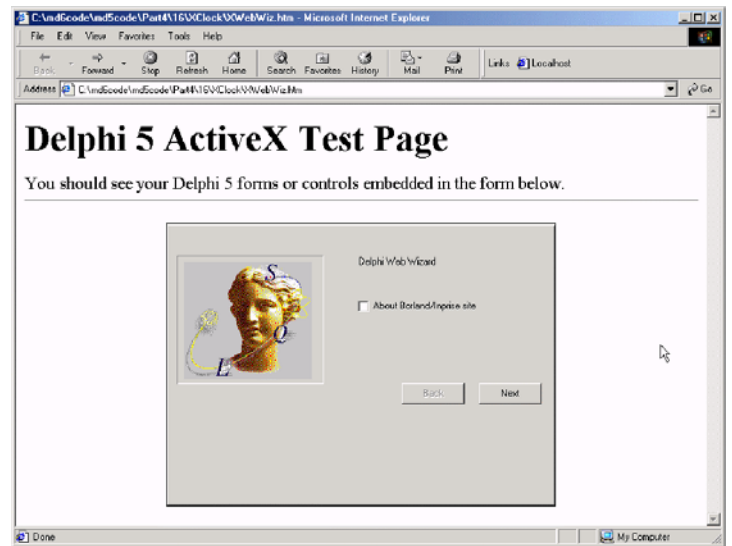 C:\md6code\md5code\Part4\16\XClock\XWebWiz.htm - Microsoft Internet Explorer
File Edit View Favorites Tools Help
Back Forward Stop Refresh Home Search Favorites History Mail Print Links Localhost
Address C:\md6code\md5code\Part4\16\XClock\XWebWiz.htm Go
Delphi 5 ActiveX Test Page
You should see your Delphi 5 forms or controls embedded in the form below.
Delphi Web Wizard
S
About Borland/Inprise site
Q
E
Back Next
Done My Computer